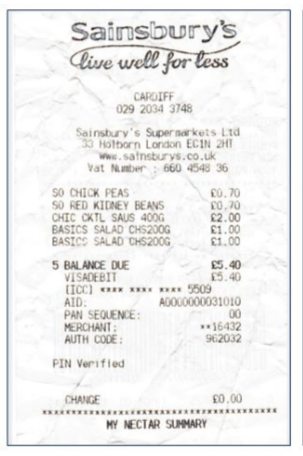 Sainsbury's
live well for less
CARDIFF
029 2034 3748
Sainsbury's Supermarkets Ltd
33 Holborn London EC1N 2HT
www.sainsburys.co.uk
Vat Number : 660 4548 36
SO CHICK PEAS £0.70
SO RED KIDNEY BEANS £0.70
CHIC CKTL SAUS 400G £2.00
BASICS SALAD CHS200G £1.00
BASICS SALAD CHS200G £1.00
5 BALANCE DUE £5.40
VISADEBIT £5.40
(ICC) **** **** **** 5509
AID: A0000000031010
PAN SEQUENCE: 00
MERCHANT: **16432
AUTH CODE: 962032
PIN Verified
CHANGE £0.00
****************************************
MY NECTAR SUMMARY